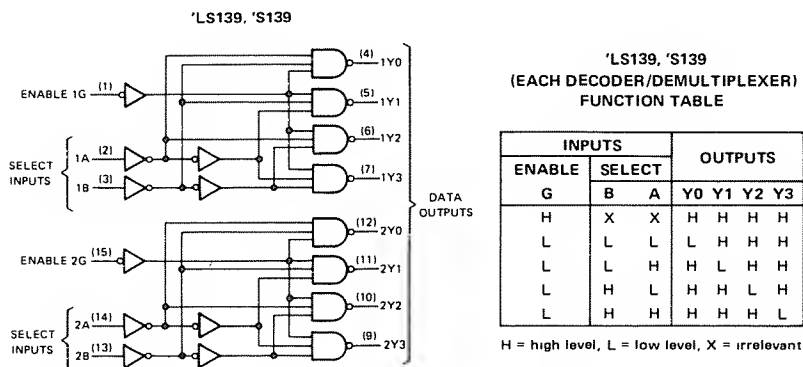 'LS139, 'S139
ENABLE 1G (1)
SELECT INPUTS
1A (2)
1B (3)
(4) 1Y0
(5) 1Y1
(6) 1Y2
(7) 1Y3
DATA OUTPUTS
ENABLE 2G (15)
SELECT INPUTS
2A (14)
2B (13)
(12) 2Y0
(11) 2Y1
(10) 2Y2
(9) 2Y3
'LS139, 'S139
(EACH DECODER/DEMULTIPLEXER)
FUNCTION TABLE
INPUTS OUTPUTS
ENABLE SELECT
G B A Y0 Y1 Y2 Y3
H X X H H H H
L L L L H H H
L L H H L H H
L H L H H L H
L H H H H H L
H = high level, L = low level, X = irrelevant